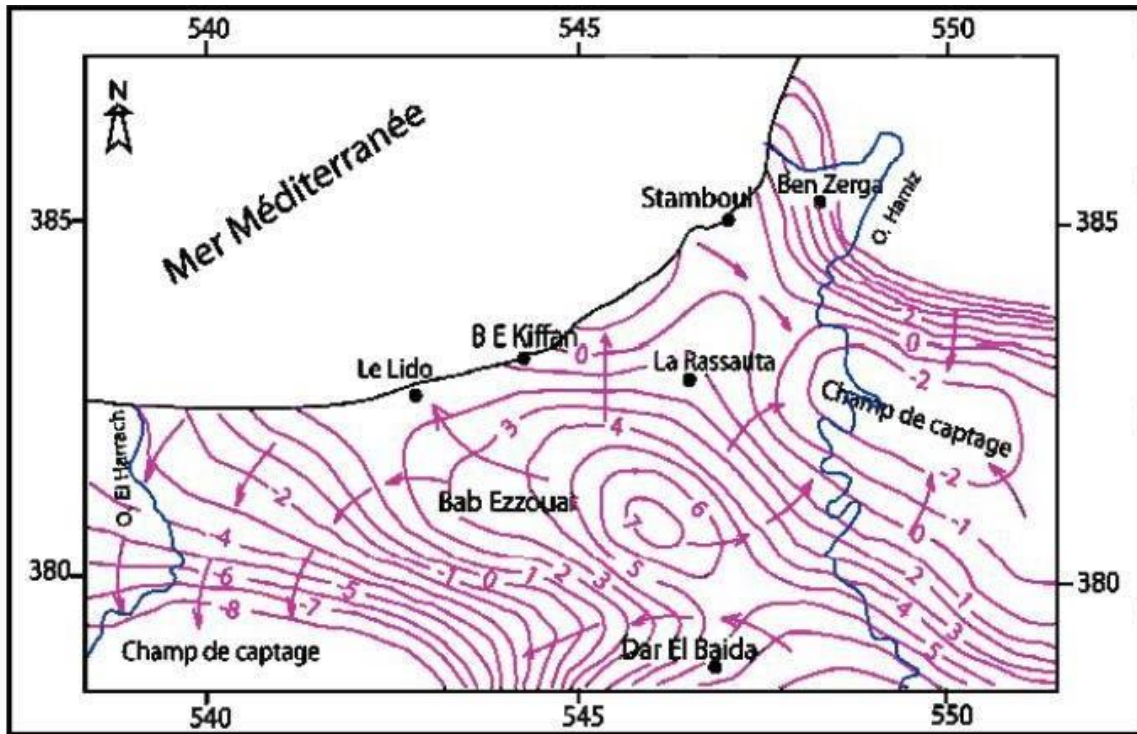 540 545 550
N
Mer Méditerranée
Ben Zerga
Stamboul
O. Hamiz
385 385
2
B E Kiffan 0
0 La Rassauta
Le Lido -2
Champ de captage
3 4
O. El Harrach
-2 -2
Bab Ezzouar 6
7 -1
-4 0
5
380 -1 0 1 2 3 2 380
-6 -5 1
-8 -7 4 3
5
Champ de captage Dar El Baida
540 545 550